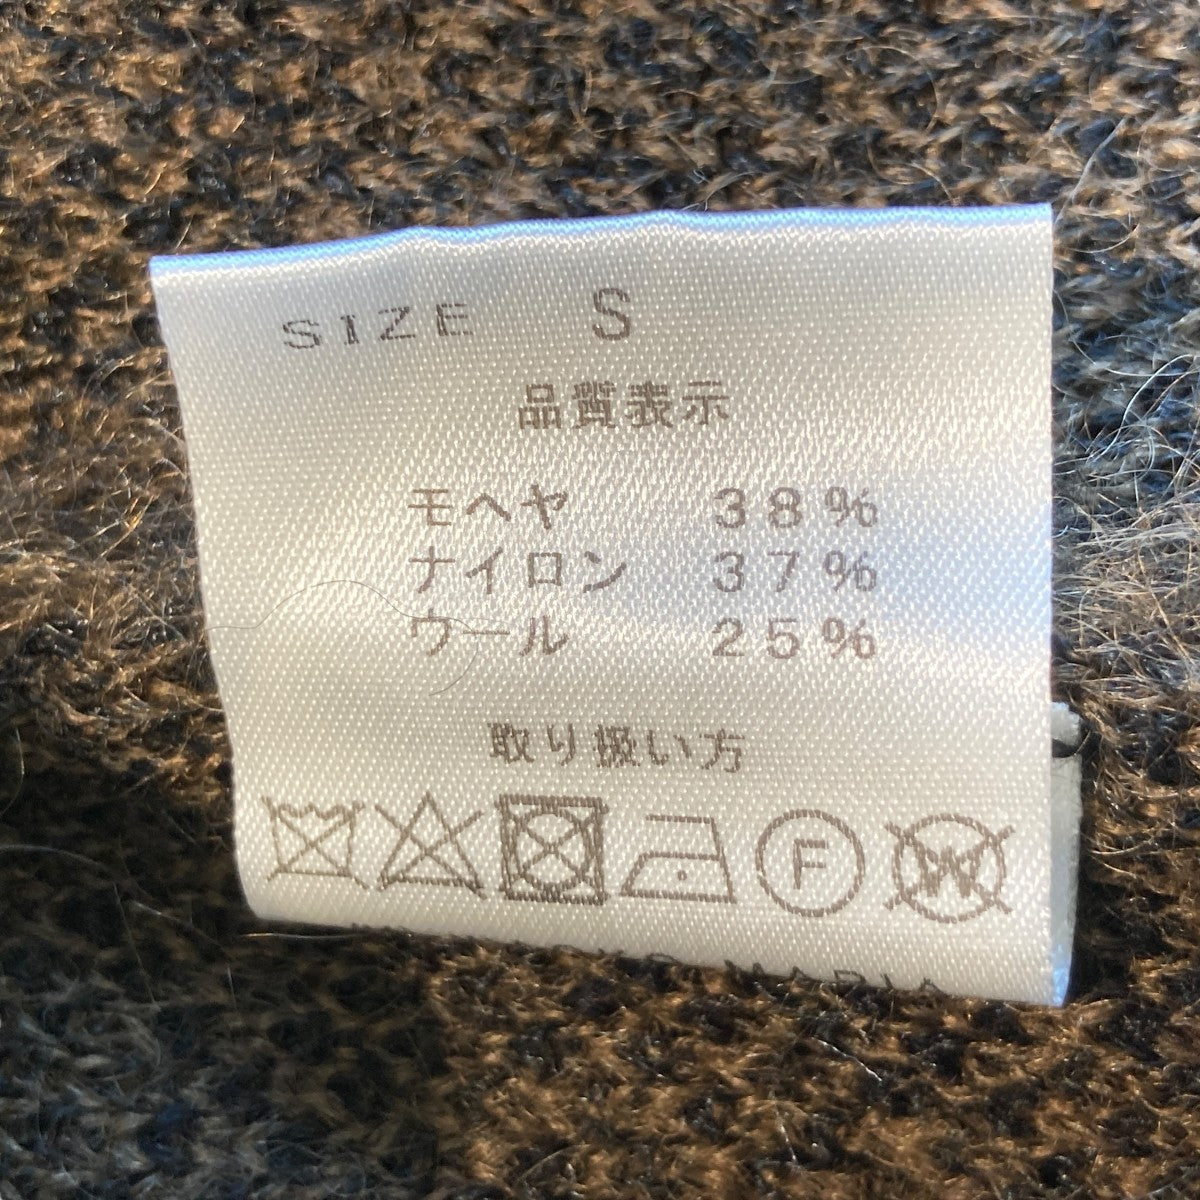 SIZE S
品質表示
モヘヤ 38%
ナイロン 37%
ウール 25%
取り扱い方
F W
MARIA